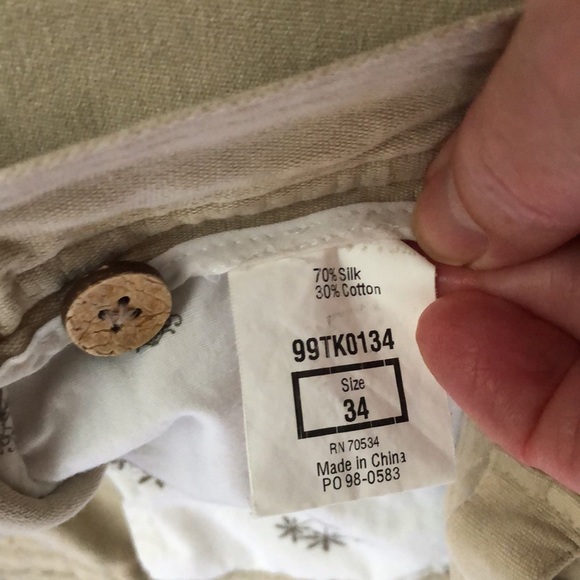 70% Silk
30% Cotton
99TK0134
Size
34
RN 70534
Made in China
PO 98-0583